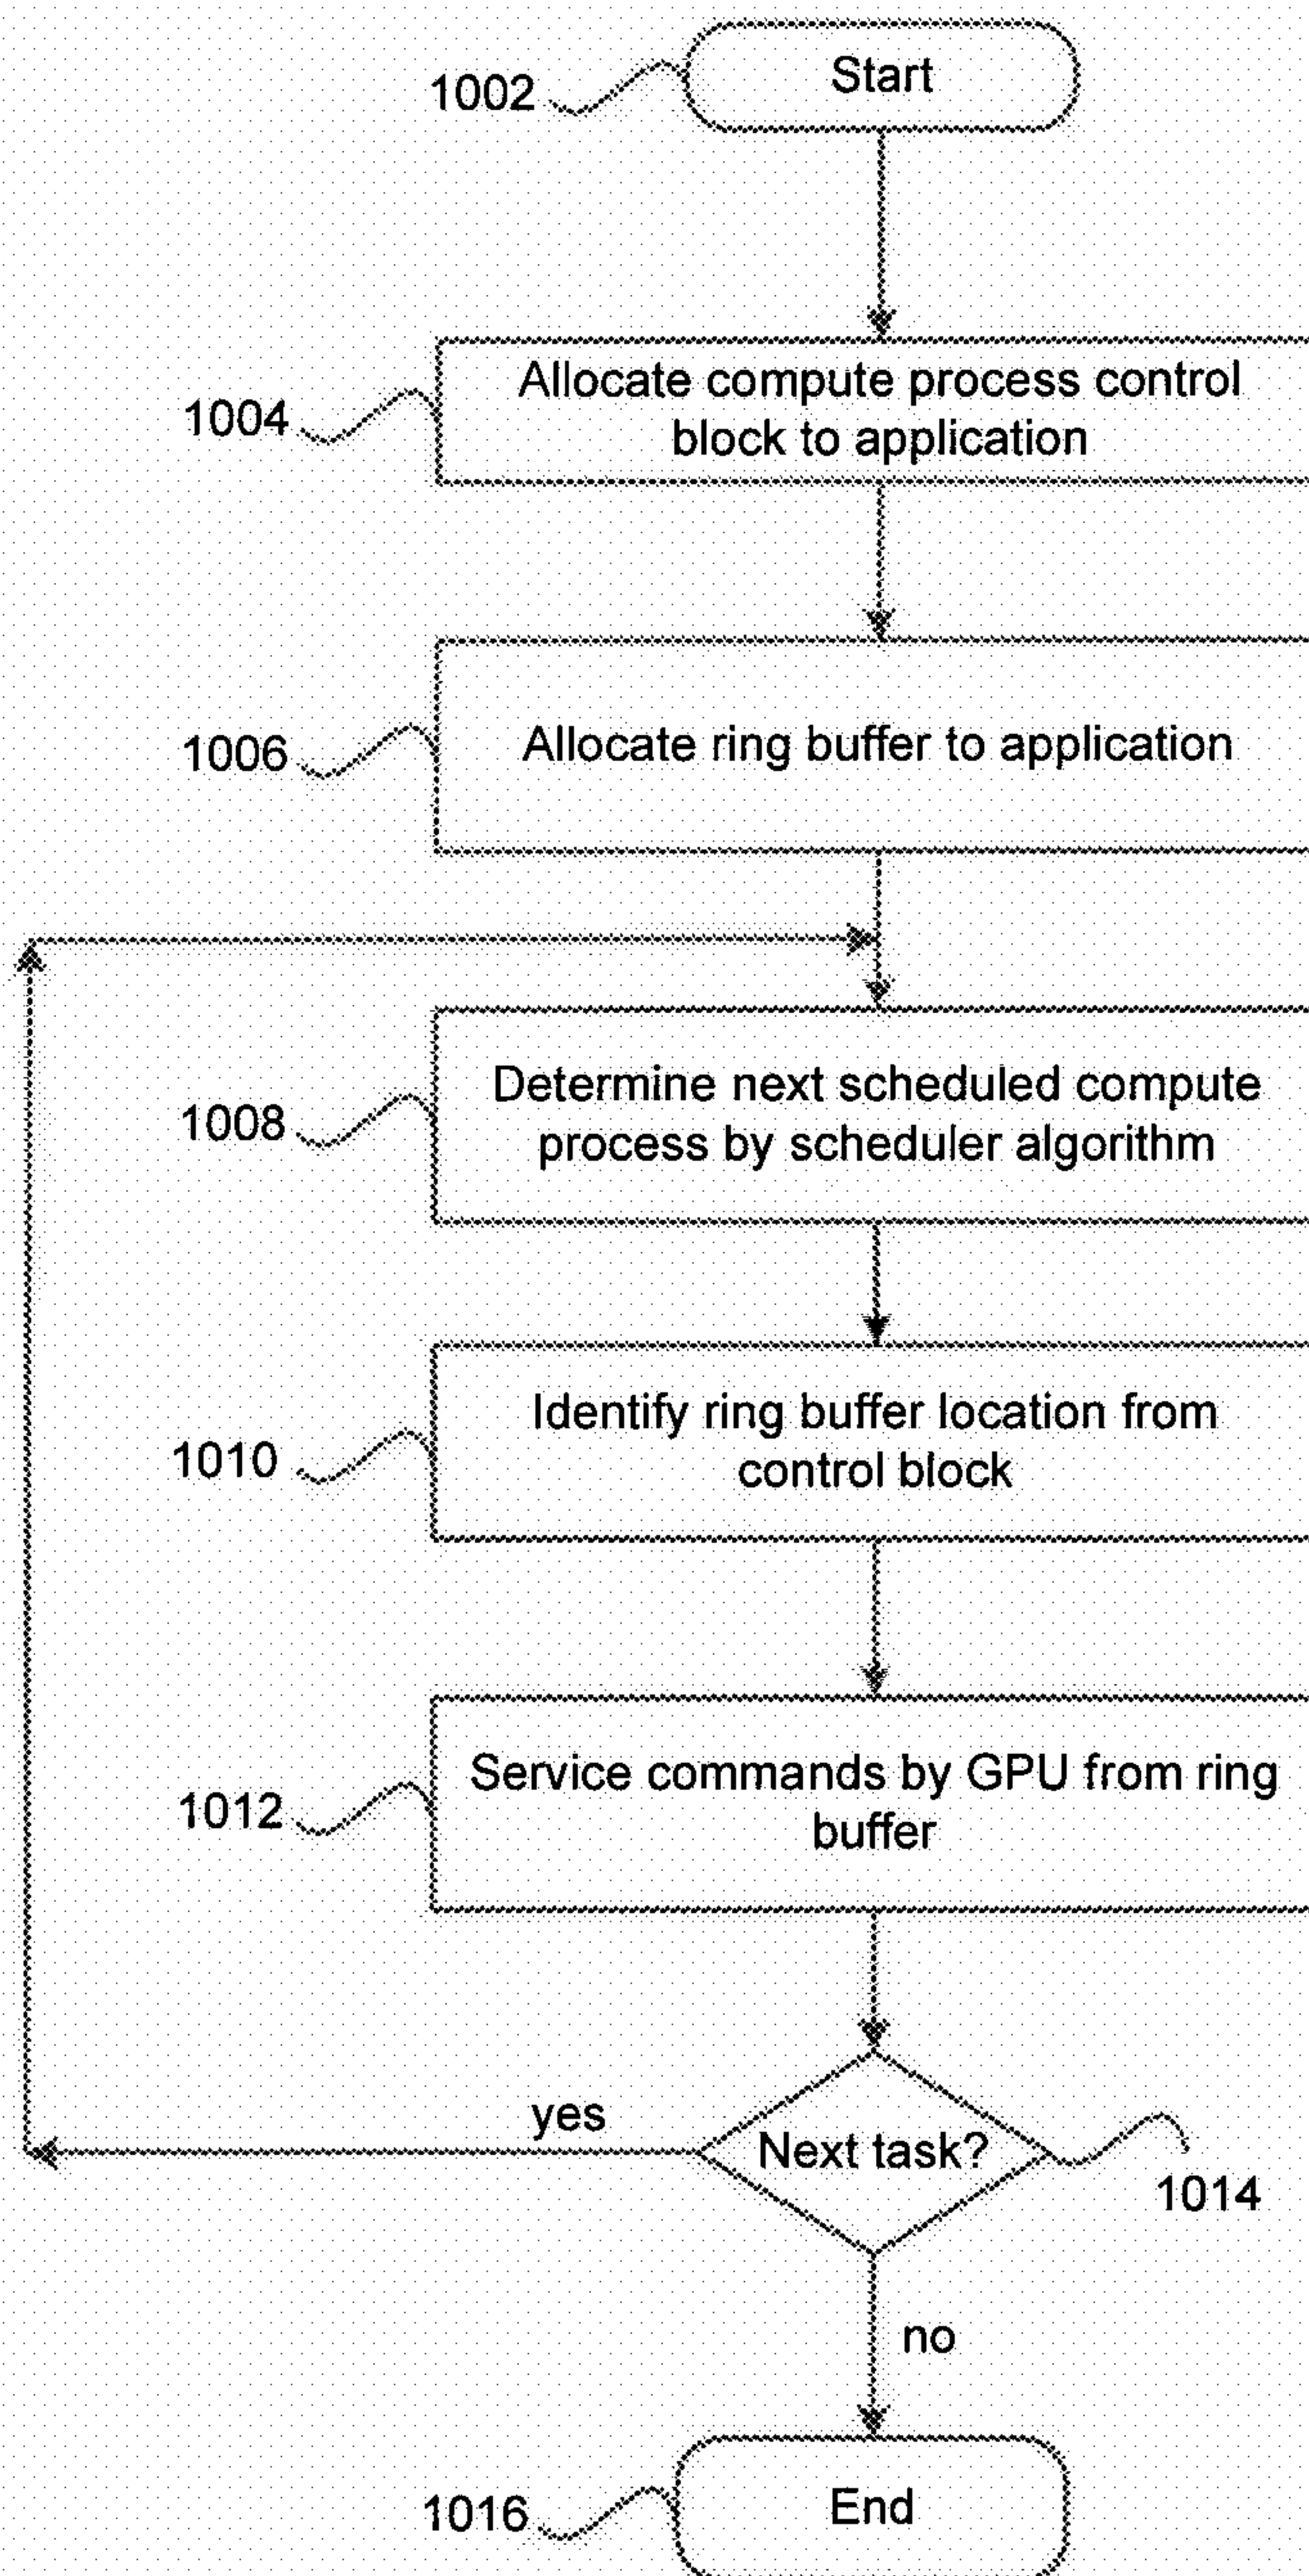 1002
Start
1004
Allocate compute process control
block to application
1006
Allocate ring buffer to application
1008
Determine next scheduled compute
process by scheduler algorithm
1010
Identify ring buffer location from
control block
1012
Service commands by GPU from ring
buffer
yes
Next task?
1014
no
1016
End